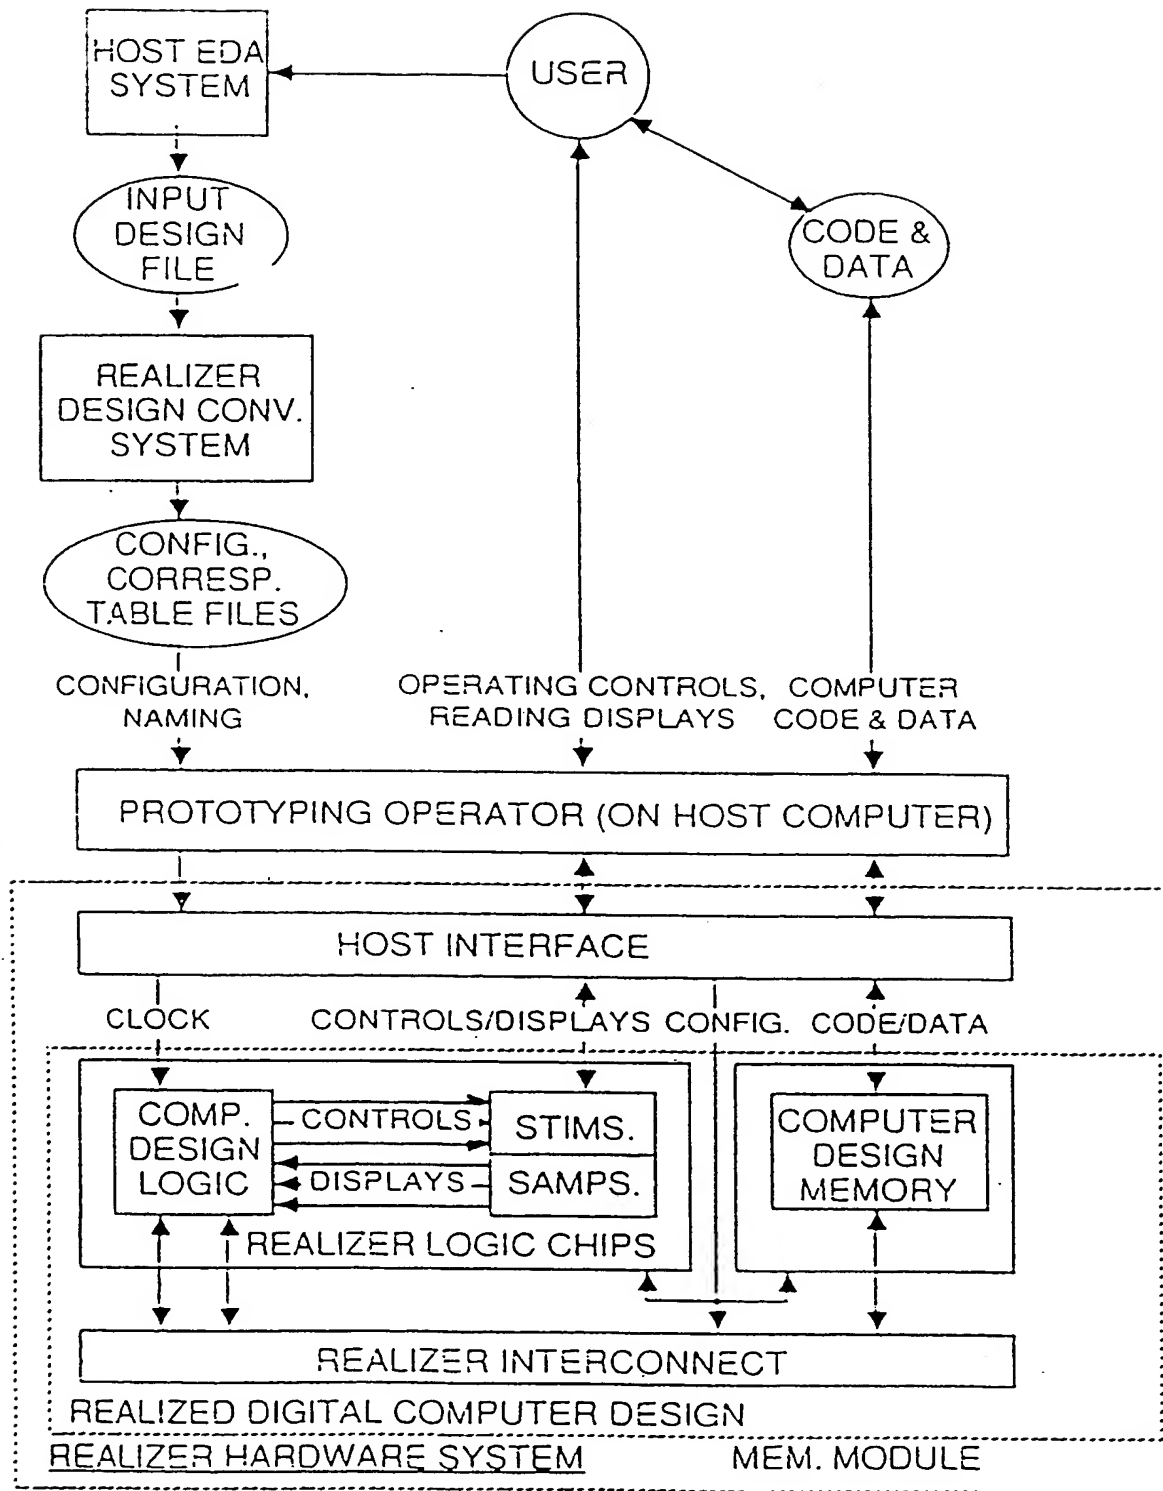 HOST EDA
SYSTEM
USER
INPUT
DESIGN
FILE
CODE &
DATA
REALIZER
DESIGN CONV.
SYSTEM
CONFIG.,
CORRESP.
TABLE FILES
CONFIGURATION,
NAMING
OPERATING CONTROLS,
READING DISPLAYS
COMPUTER
CODE & DATA
PROTOTYPING OPERATOR (ON HOST COMPUTER)
HOST INTERFACE
CLOCK
CONTROLS/DISPLAYS
CONFIG.
CODE/DATA
COMP.
DESIGN
LOGIC
CONTROLS
DISPLAYS
STIMS.
SAMPS.
REALIZER LOGIC CHIPS
COMPUTER
DESIGN
MEMORY
REALIZER INTERCONNECT
REALIZED DIGITAL COMPUTER DESIGN
REALIZER HARDWARE SYSTEM
MEM. MODULE